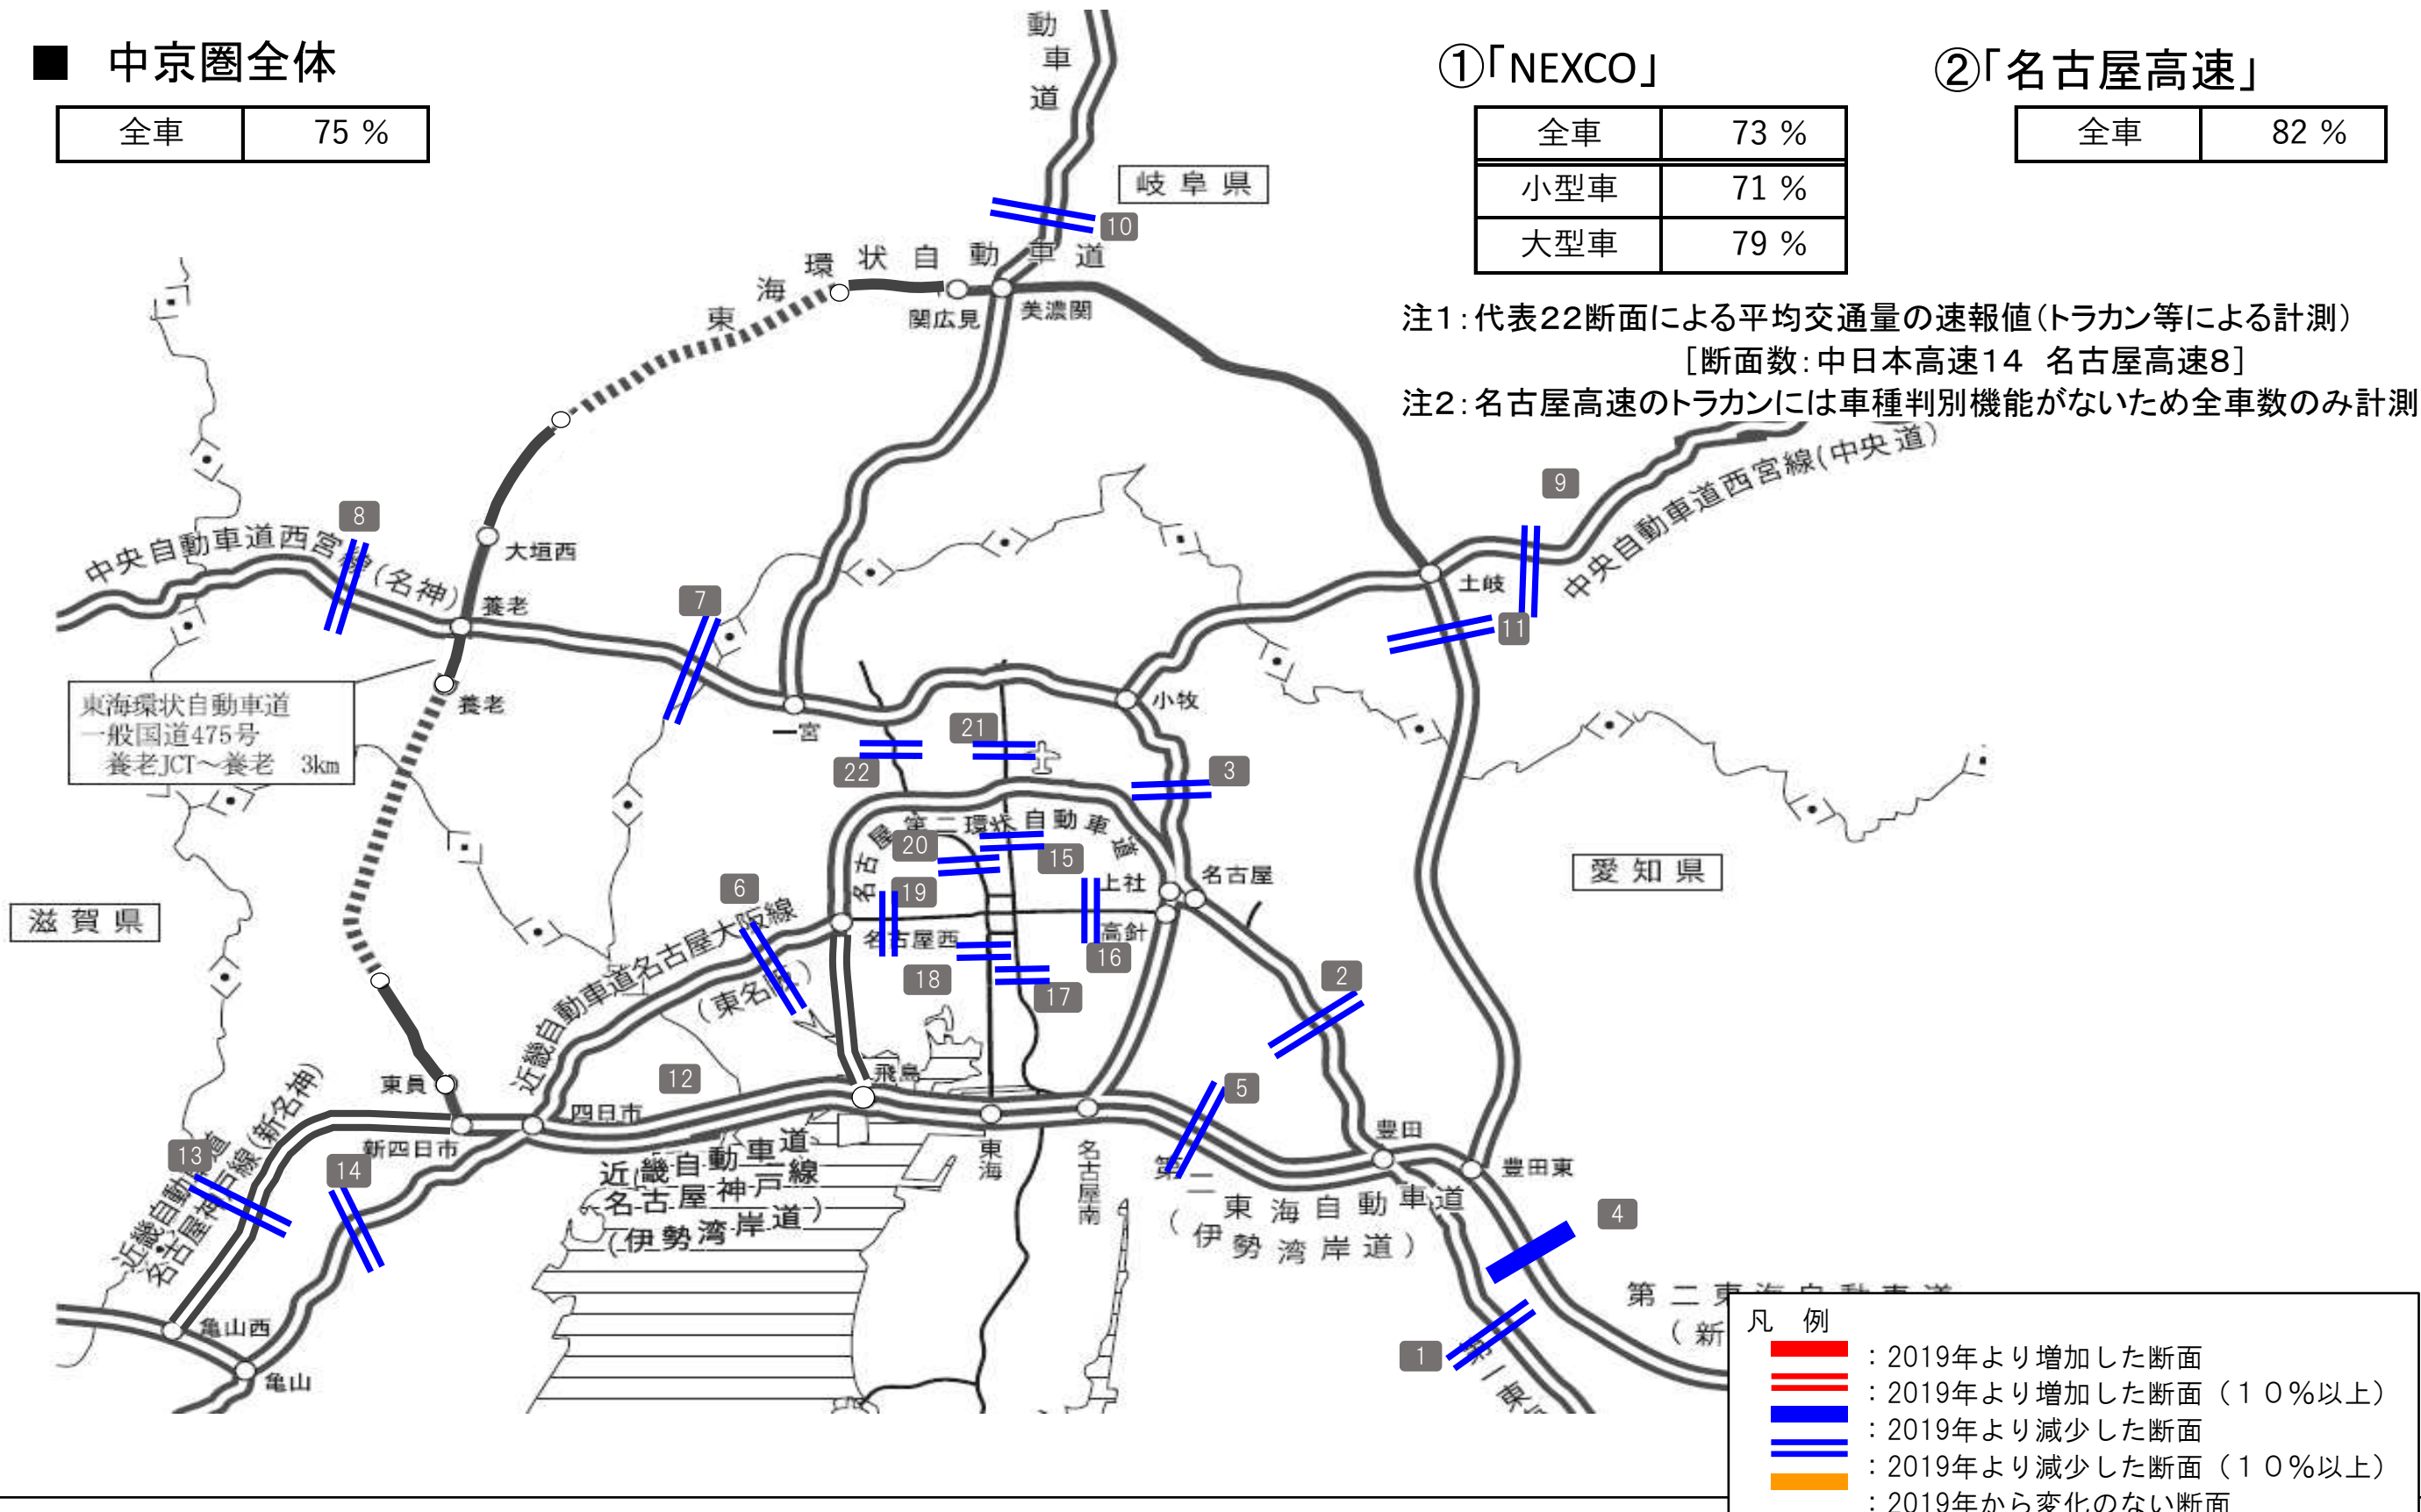 ■ 中京圏全体
全車 75 %
①「NEXCO」
全車 73 %
小型車 71 %
大型車 79 %
②「名古屋高速」
全車 82 %
注1：代表22断面による平均交通量の速報値（トラカン等による計測）
［断面数：中日本高速14 名古屋高速8］
注2：名古屋高速のトラカンには車種判別機能がないため全車数のみ計測
動車道
岐阜県
10
東海環状自動車道
関広見
美濃関
9
中央自動車道西宮線(中央道)
8
中央自動車道西宮線(名神)
大垣西
養老
7
土岐
11
養老
東海環状自動車道
一般国道475号
養老JCT～養老 3km
一宮
小牧
21
22
3
名古屋第二環状自動車道
20
15
19
上社
名古屋
愛知県
6
滋賀県
名古屋西
高針
16
近畿自動車道名古屋大阪線
(東名阪)
18
17
2
12
飛島
東員
5
四日市
新四日市
近畿自動車道
名古屋神戸線(新名神)
13
14
近畿自動車道
名古屋神戸線
(伊勢湾岸道)
東海
名古屋南
豊田
豊田東
第二東海自動車道
(伊勢湾岸道)
4
亀山西
亀山
第二東海自動車道
(新
1
第一東
凡 例
：2019年より増加した断面
：2019年より増加した断面（１０％以上）
：2019年より減少した断面
：2019年より減少した断面（１０％以上）
：2019年から変化のない断面